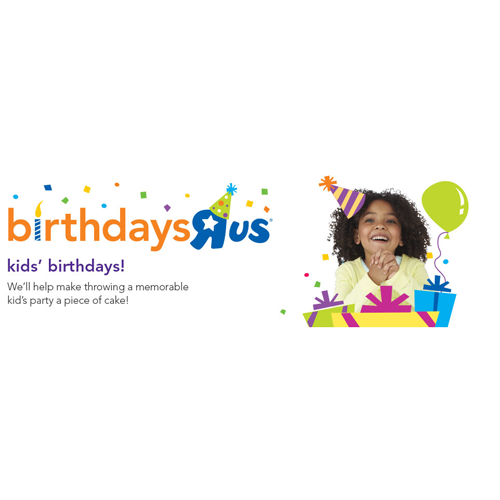 birthdaysRus®
kids’ birthdays!
We’ll help make throwing a memorable
kid’s party a piece of cake!